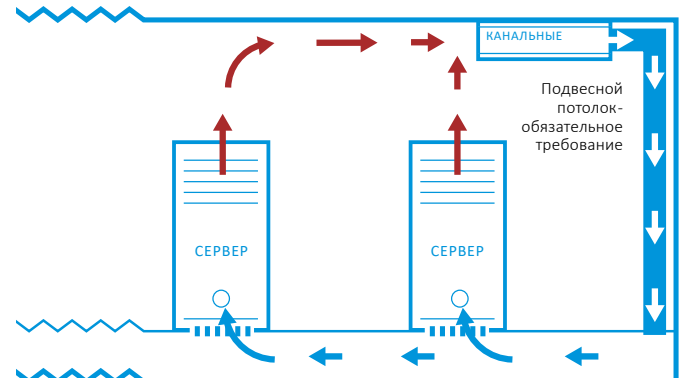 КАНАЛЬНЫЕ
Подвесной
потолок-
обязательное
требование
СЕРВЕР
СЕРВЕР